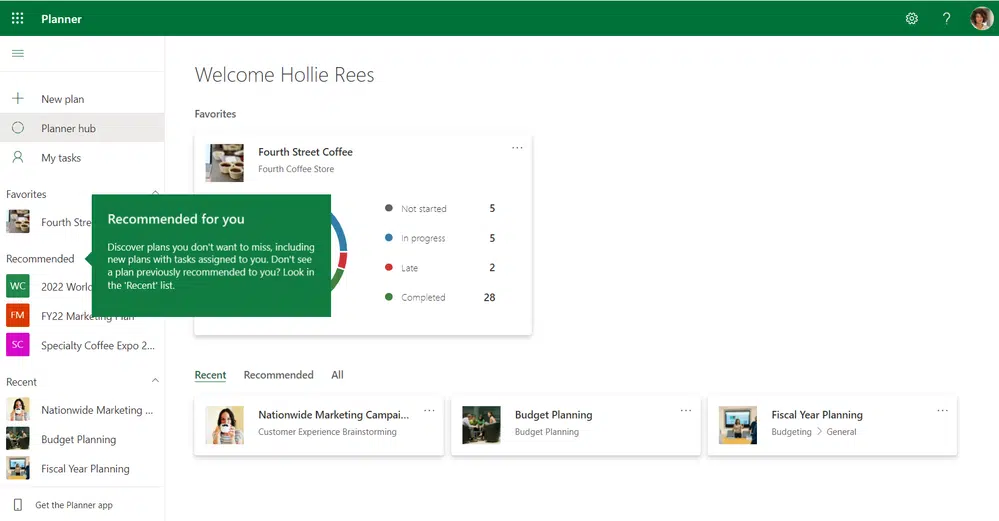 Planner
?
Welcome Hollie Rees
New plan
Planner hub
My tasks
Favorites
Fourth Stre
Recommended
WC 2022 World
FM FY22 Marketing Plan
SC Specialty Coffee Expo 2...
Recent
Nationwide Marketing ...
Budget Planning
Fiscal Year Planning
Get the Planner app
Recommended for you
Discover plans you don't want to miss, including
new plans with tasks assigned to you. Don't see
a plan previously recommended to you? Look in
the 'Recent' list.
Favorites
Fourth Street Coffee
Fourth Coffee Store
Not started 5
In progress 5
Late 2
Completed 28
Recent Recommended All
Nationwide Marketing Campai...
Customer Experience Brainstorming
Budget Planning
Budget Planning
Fiscal Year Planning
Budgeting > General